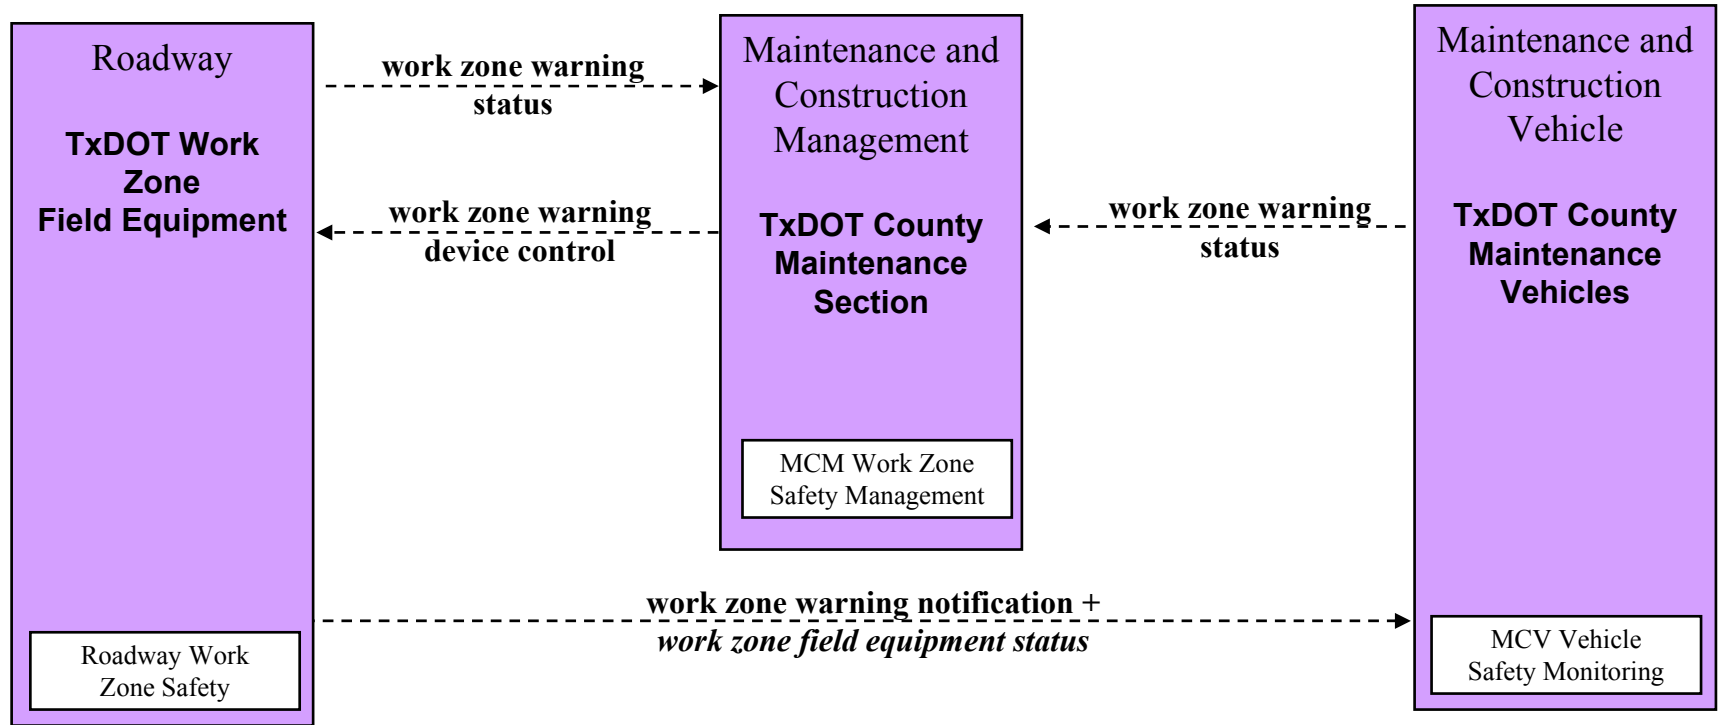 Roadway
TxDOT Work
Zone
Field Equipment
Roadway Work
Zone Safety
work zone warning
status
work zone warning
device control
Maintenance and
Construction
Management
TxDOT County
Maintenance
Section
MCM Work Zone
Safety Management
work zone warning
status
work zone warning notification +
work zone field equipment status
Maintenance and
Construction
Vehicle
TxDOT County
Maintenance
Vehicles
MCV Vehicle
Safety Monitoring